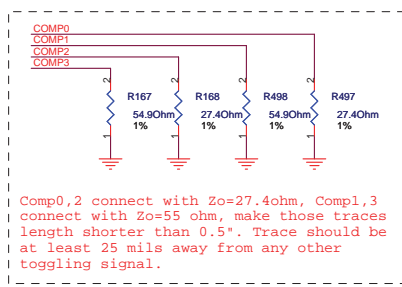 COMP0
COMP1
COMP2
COMP3
2 2 2 2
R167 R168 R498 R497
54.9Ohm 27.4Ohm 54.9Ohm 27.4Ohm
1% 1% 1% 1%
1 1 1 1
Comp0,2 connect with Zo=27.4ohm, Comp1,3
connect with Zo=55 ohm, make those traces
length shorter than 0.5". Trace should be
at least 25 mils away from any other
toggling signal.